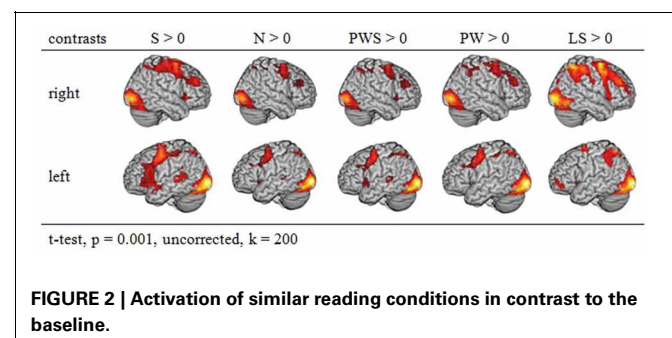 contrasts S > 0 N > 0 PWS > 0 PW > 0 LS > 0
right
left
t-test, p = 0.001, uncorrected, k = 200
FIGURE 2 | Activation of similar reading conditions in contrast to the
baseline.